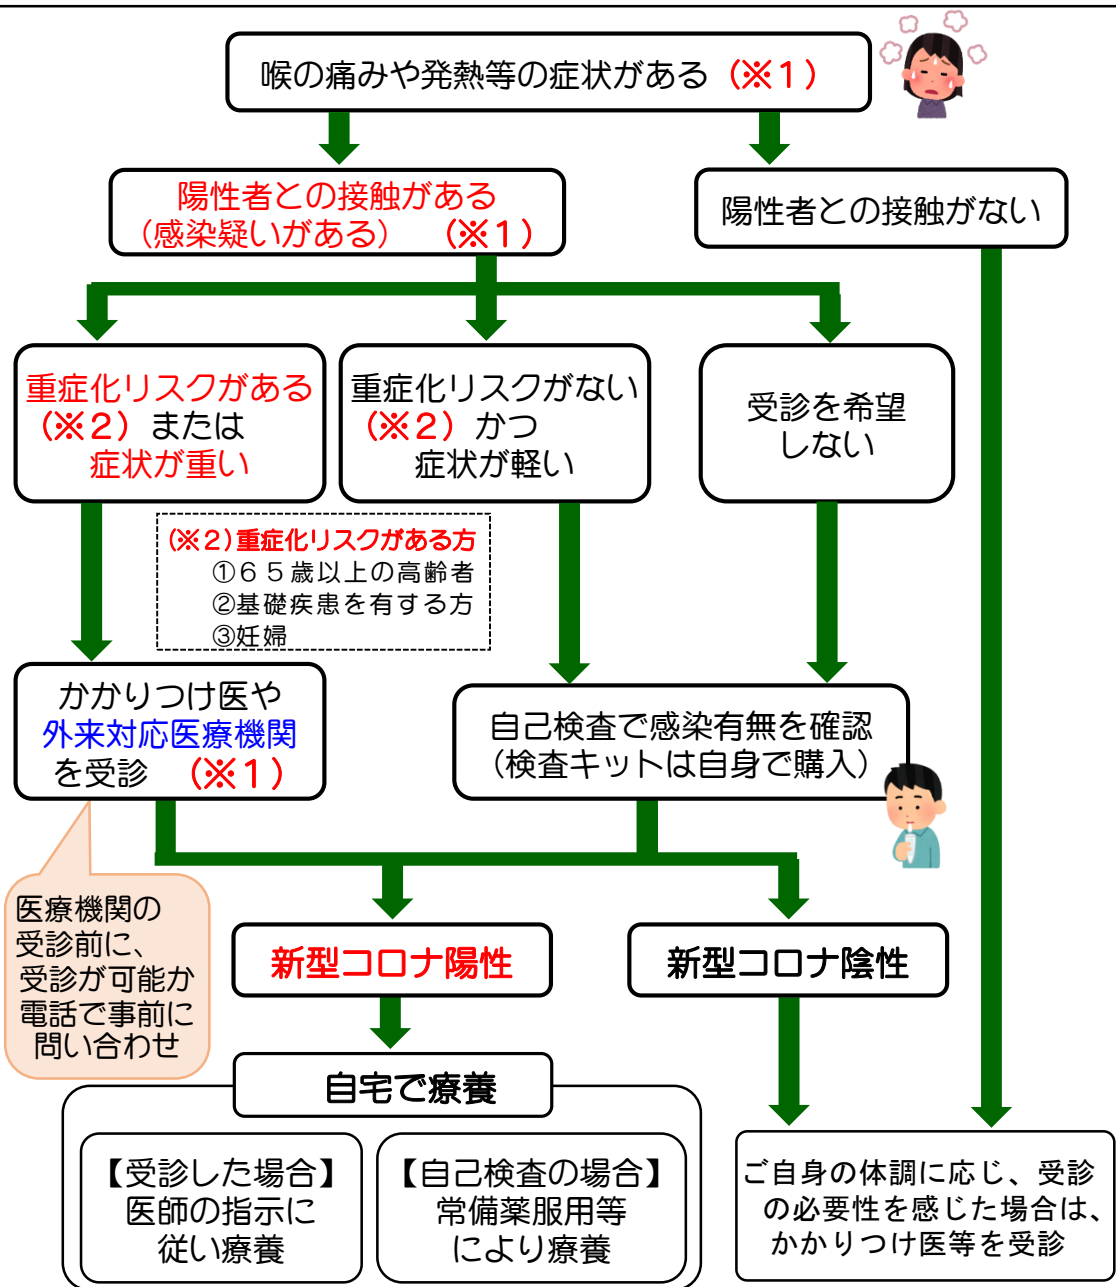 喉の痛みや発熱等の症状がある（※１）
陽性者との接触がある
（感染疑いがある）　（※１）
陽性者との接触がない
重症化リスクがある
（※２）または
症状が重い
重症化リスクがない
（※２）かつ
症状が軽い
受診を希望
しない
（※２）重症化リスクがある方
①６５歳以上の高齢者
②基礎疾患を有する方
③妊婦
かかりつけ医や
外来対応医療機関
を受診　（※１）
自己検査で感染有無を確認
（検査キットは自身で購入）
医療機関の
受診前に、
受診が可能か
電話で事前に
問い合わせ
新型コロナ陽性
新型コロナ陰性
自宅で療養
【受診した場合】
医師の指示に
従い療養
【自己検査の場合】
常備薬服用等
により療養
ご自身の体調に応じ、受診
の必要性を感じた場合は、
かかりつけ医等を受診